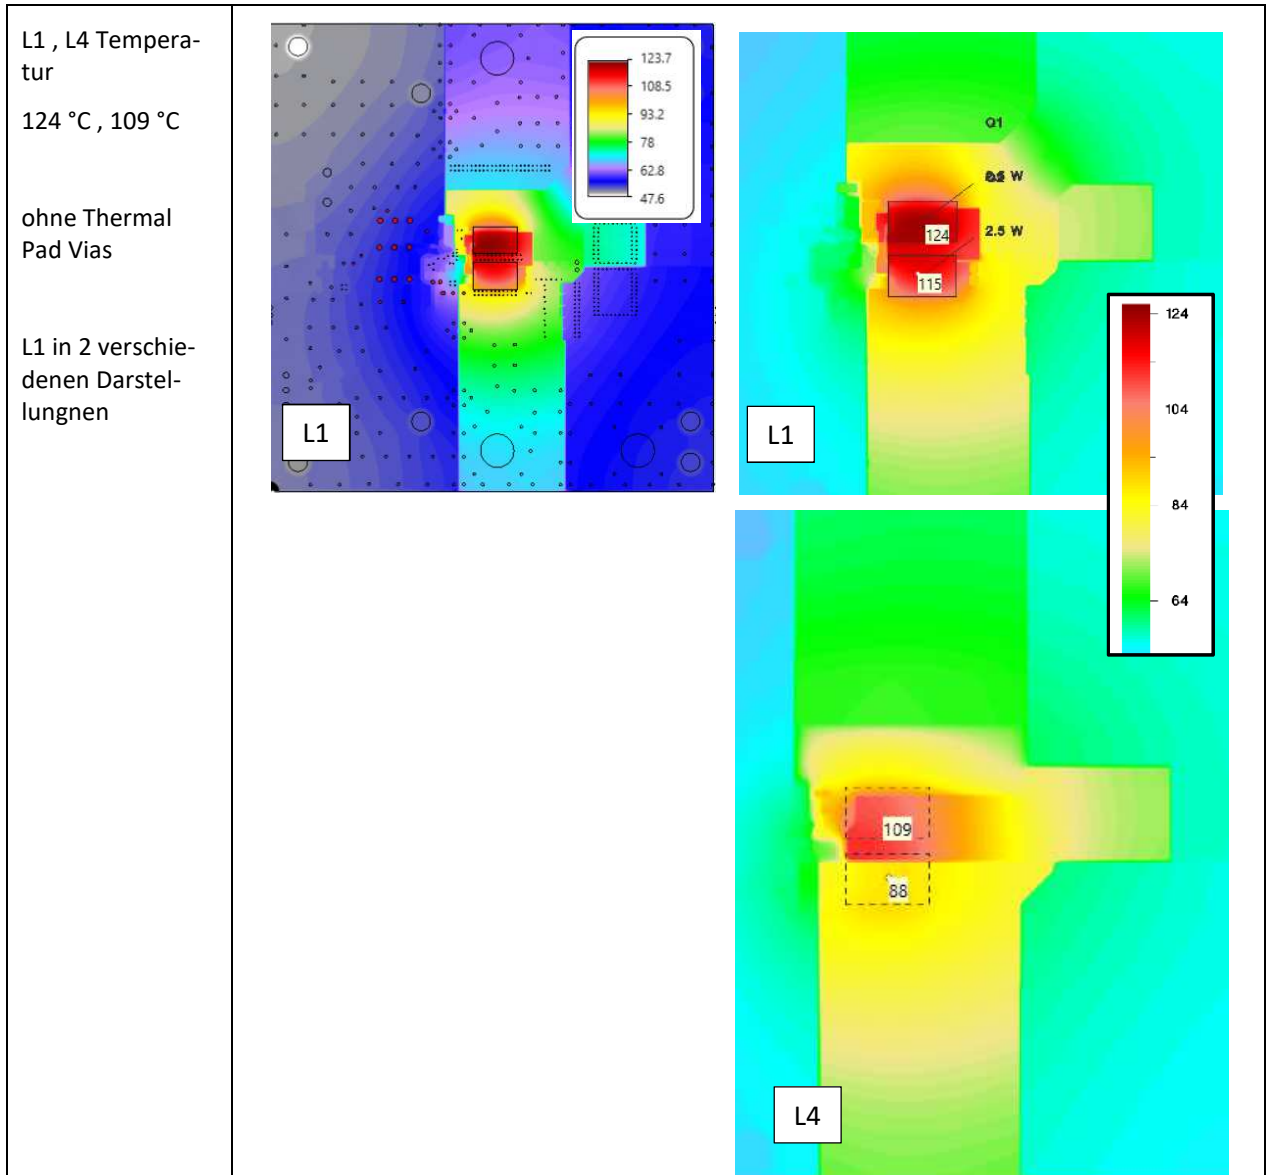 L1 , L4 Tempera-
tur
124 °C , 109 °C
ohne Thermal
Pad Vias
L1 in 2 verschie-
denen Darstel-
lungnen
123.7
108.5
93.2
78
62.8
47.6
L1
Q1
W
2.5 W
124
115
L1
124
104
84
64
109
88
L4